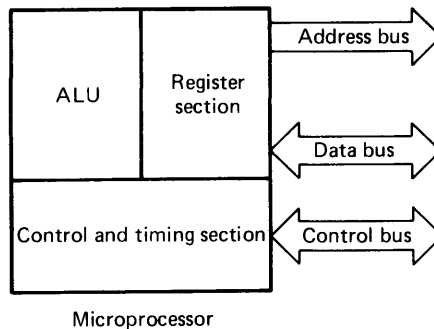 Address bus
ALU
Register
section
Data bus
Control and timing section
Control bus
Microprocessor